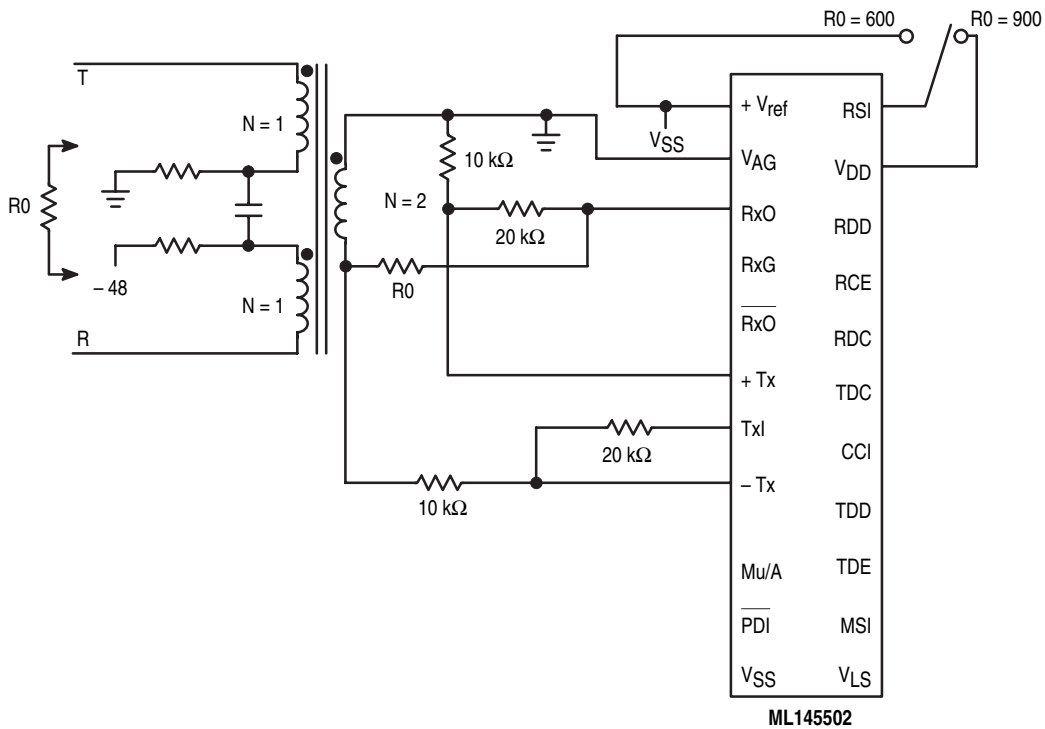 R0 = 600
R0 = 900
T
N = 1
R0
– 48
N = 1
R
N = 2
10 kΩ
20 kΩ
R0
VSS
20 kΩ
10 kΩ
+ Vref
VAG
RxO
RxG
RxO
+ Tx
TxI
– Tx
Mu/A
PDI
VSS
RSI
VDD
RDD
RCE
RDC
TDC
CCI
TDD
TDE
MSI
VLS
ML145502